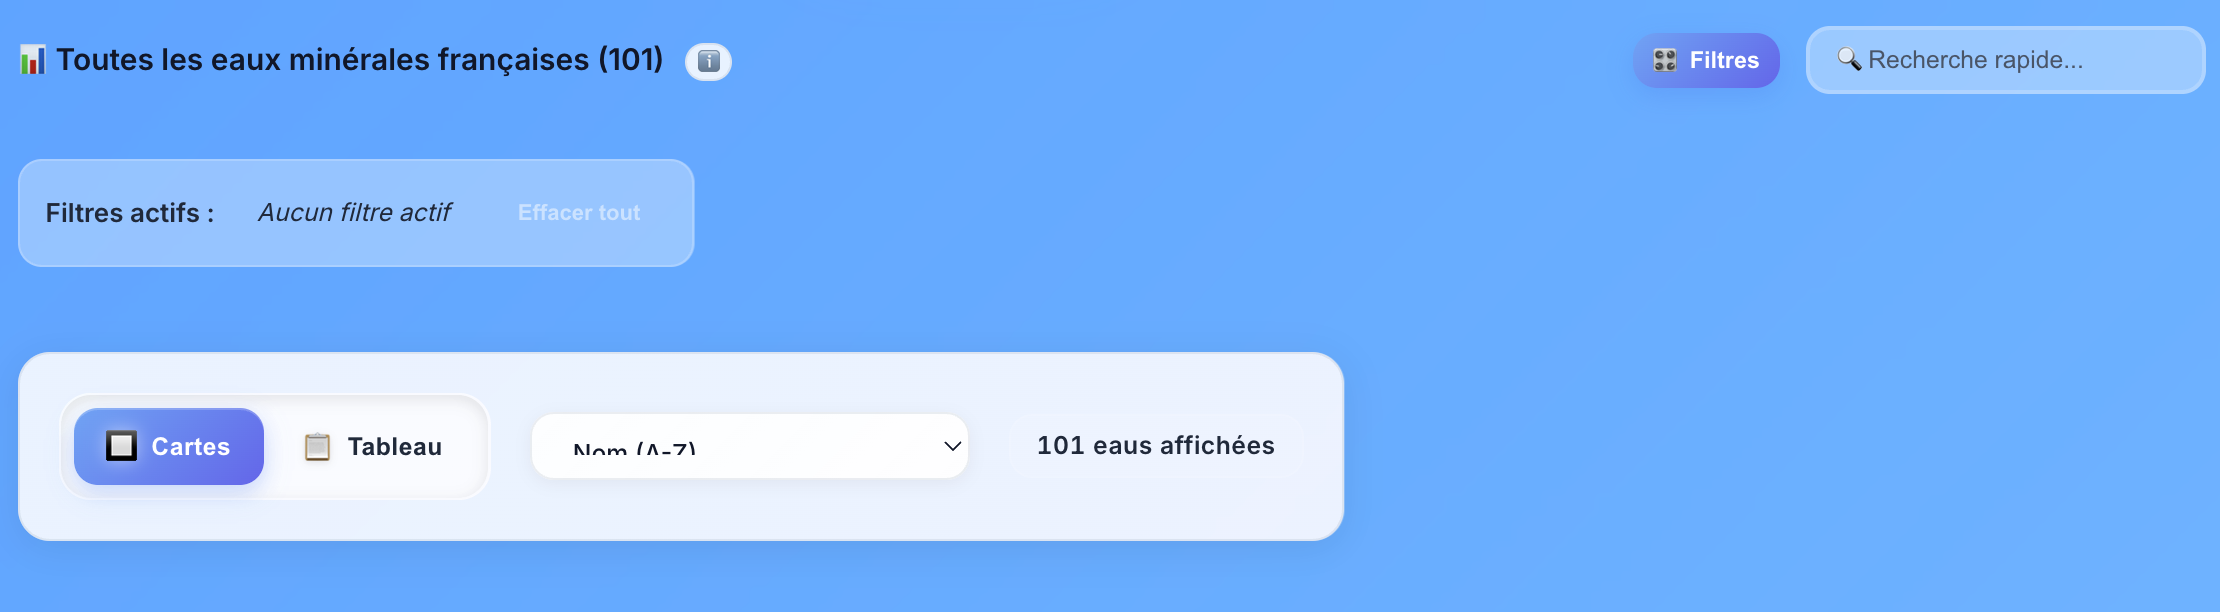 Toutes les eaux minérales françaises (101)
Filtres
Recherche rapide...
Filtres actifs : Aucun filtre actif Effacer tout
Cartes
Tableau
Nom (A-Z)
101 eaus affichées